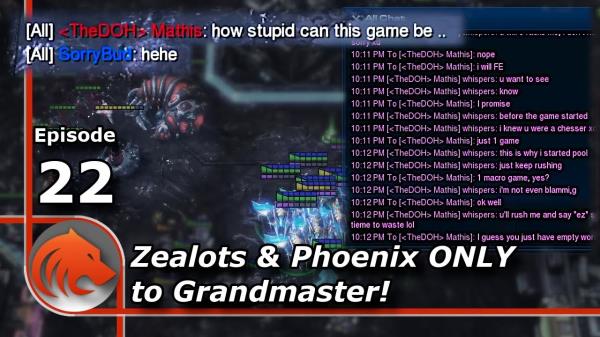 [All] <TheDOH> Mathis: how stupid can this game be ..
[All] SorryBud: hehe
All Chat
sorry xd
10:11 PM To [<TheDOH> Mathis]: nope
10:11 PM To [<TheDOH> Mathis]: i will FE
10:11 PM [<TheDOH> Mathis] whispers: u want to see
10:11 PM [<TheDOH> Mathis] whispers: know
10:11 PM To [<TheDOH> Mathis]: I promise
10:11 PM [<TheDOH> Mathis] whispers: before the game started
10:11 PM [<TheDOH> Mathis] whispers: i knew u were a chesser
10:11 PM To [<TheDOH> Mathis]: just 1 game
10:12 PM [<TheDOH> Mathis] whispers: this is why i started pool
10:12 PM [<TheDOH> Mathis] whispers: just keep rushing
10:12 PM To [<TheDOH> Mathis]: 1 macro game, yes?
10:12 PM [<TheDOH> Mathis] whispers: i'm not even blammi,g
10:12 PM To [<TheDOH> Mathis]: ok well
10:12 PM [<TheDOH> Mathis] whispers: u'll rush me and say "ez"
tieme to waste lol
10:12 PM To [<TheDOH> Mathis]: I guess you just have empty
Episode
22
Zealots & Phoenix ONLY
to Grandmaster!